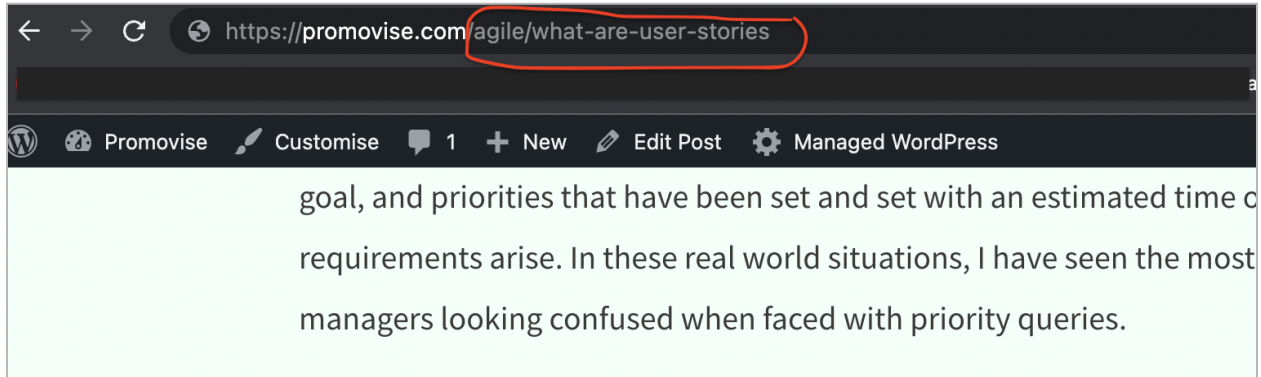 https://promovise.com/agile/what-are-user-stories
Promovise Customise 1 New Edit Post Managed WordPress
goal, and priorities that have been set and set with an estimated time
requirements arise. In these real world situations, I have seen the most
managers looking confused when faced with priority queries.